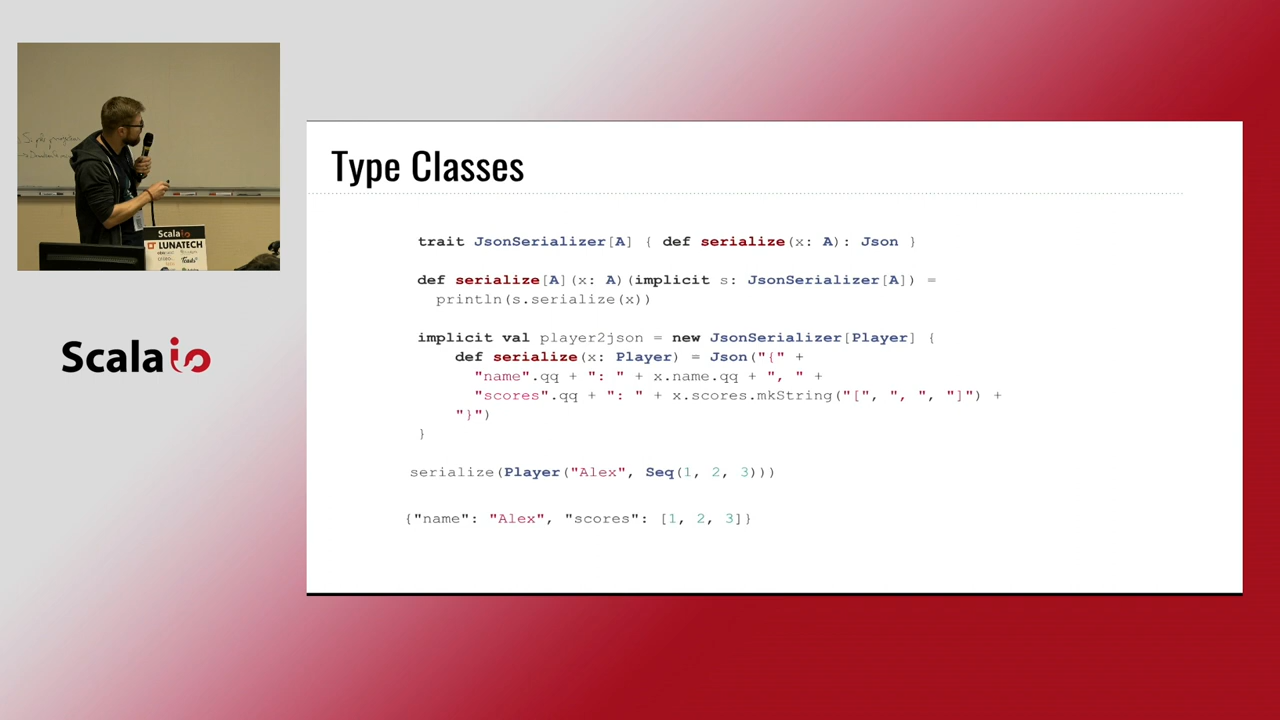 Type Classes
trait JsonSerializer[A] { def serialize(x: A): Json }
def serialize[A](x: A)(implicit s: JsonSerializer[A]) =
println(s.serialize(x))
implicit val player2json = new JsonSerializer[Player] {
def serialize(x: Player) = Json("{" +
"name".qq + ": " + x.name.qq + ", " +
"scores".qq + ": " + x.scores.mkString("[", ", ", "]") +
"}")
}
serialize(Player("Alex", Seq(1, 2, 3)))
{"name": "Alex", "scores": [1, 2, 3]}
Scala
LUNATECH
Scala io